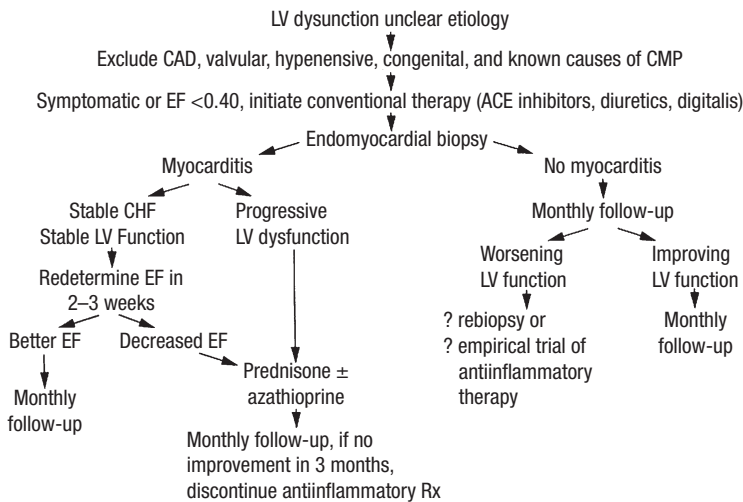 LV dysunction unclear etiology
Exclude CAD, valvular, hypenensive, congenital, and known causes of CMP
Symptomatic or EF <0.40, initiate conventional therapy (ACE inhibitors, diuretics, digitalis)
Endomyocardial biopsy
Myocarditis
No myocarditis
Stable CHF
Stable LV Function
Progressive
LV dysfunction
Monthly follow-up
Redetermine EF in
2–3 weeks
Worsening
LV function
Improving
LV function
Better EF
Decreased EF
? rebiopsy or
? empirical trial of
antiinflammatory
therapy
Monthly
follow-up
Prednisone ±
azathioprine
Monthly
follow-up
Monthly follow-up, if no
improvement in 3 months,
discontinue antiinflammatory Rx